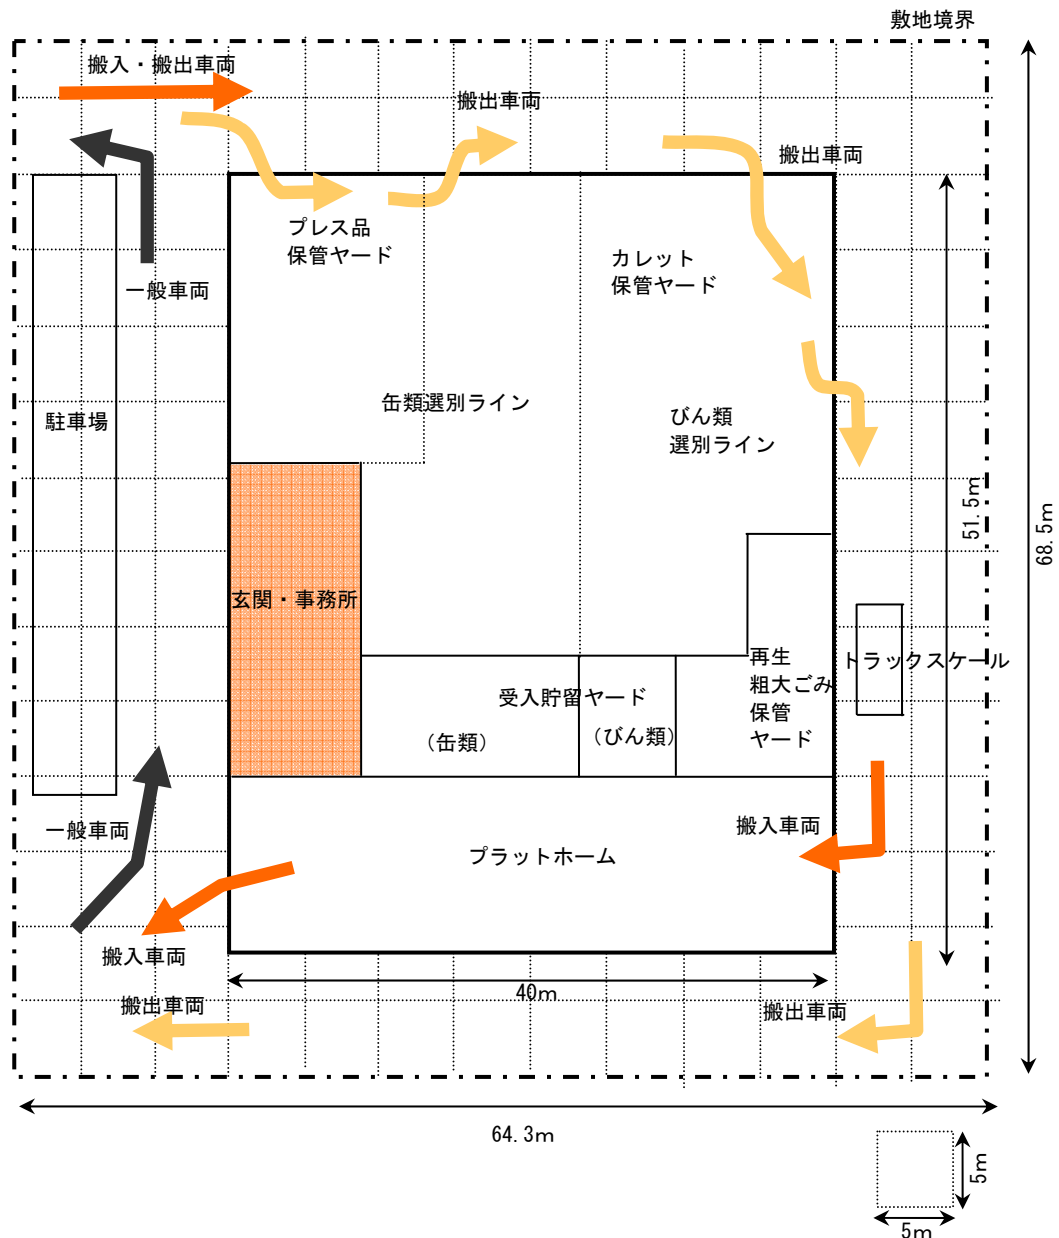 敷地境界
搬入・搬出車両
搬出車両
搬出車両
プレス品
保管ヤード
カレット
保管ヤード
一般車両
缶類選別ライン
駐車場
びん類
選別ライン
51.5m
68.5m
玄関・事務所
再生
粗大ごみ
保管
ヤード
トラックスケール
受入貯留ヤード
（缶類）
（びん類）
一般車両
搬入車両
プラットホーム
搬入車両
40m
搬出車両
搬出車両
64.3m
5m
5m